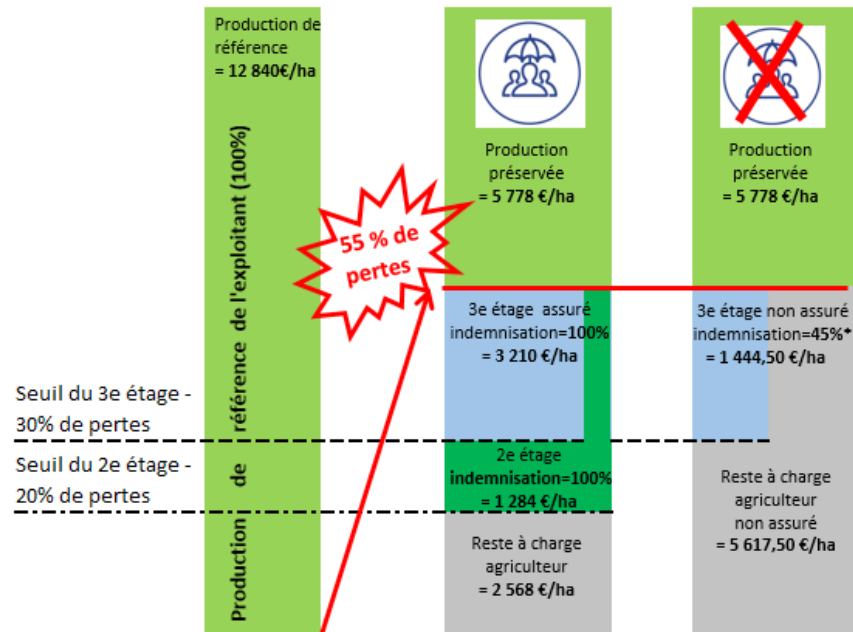 Production de
référence
= 12 840€/ha
Production de référence de l'exploitant (100%)
55 % de
pertes
Production
préservée
= 5 778 €/ha
Production
préservée
= 5 778 €/ha
3e étage assuré
indemnisation=100%
= 3 210 €/ha
3e étage non assuré
indemnisation=45%*
= 1 444,50 €/ha
Seuil du 3e étage -
30% de pertes
Seuil du 2e étage -
20% de pertes
2e étage
indemnisation=100%
= 1 284 €/ha
Reste à charge
agriculteur
= 2 568 €/ha
Reste à charge
agriculteur
non assuré
= 5 617,50 €/ha